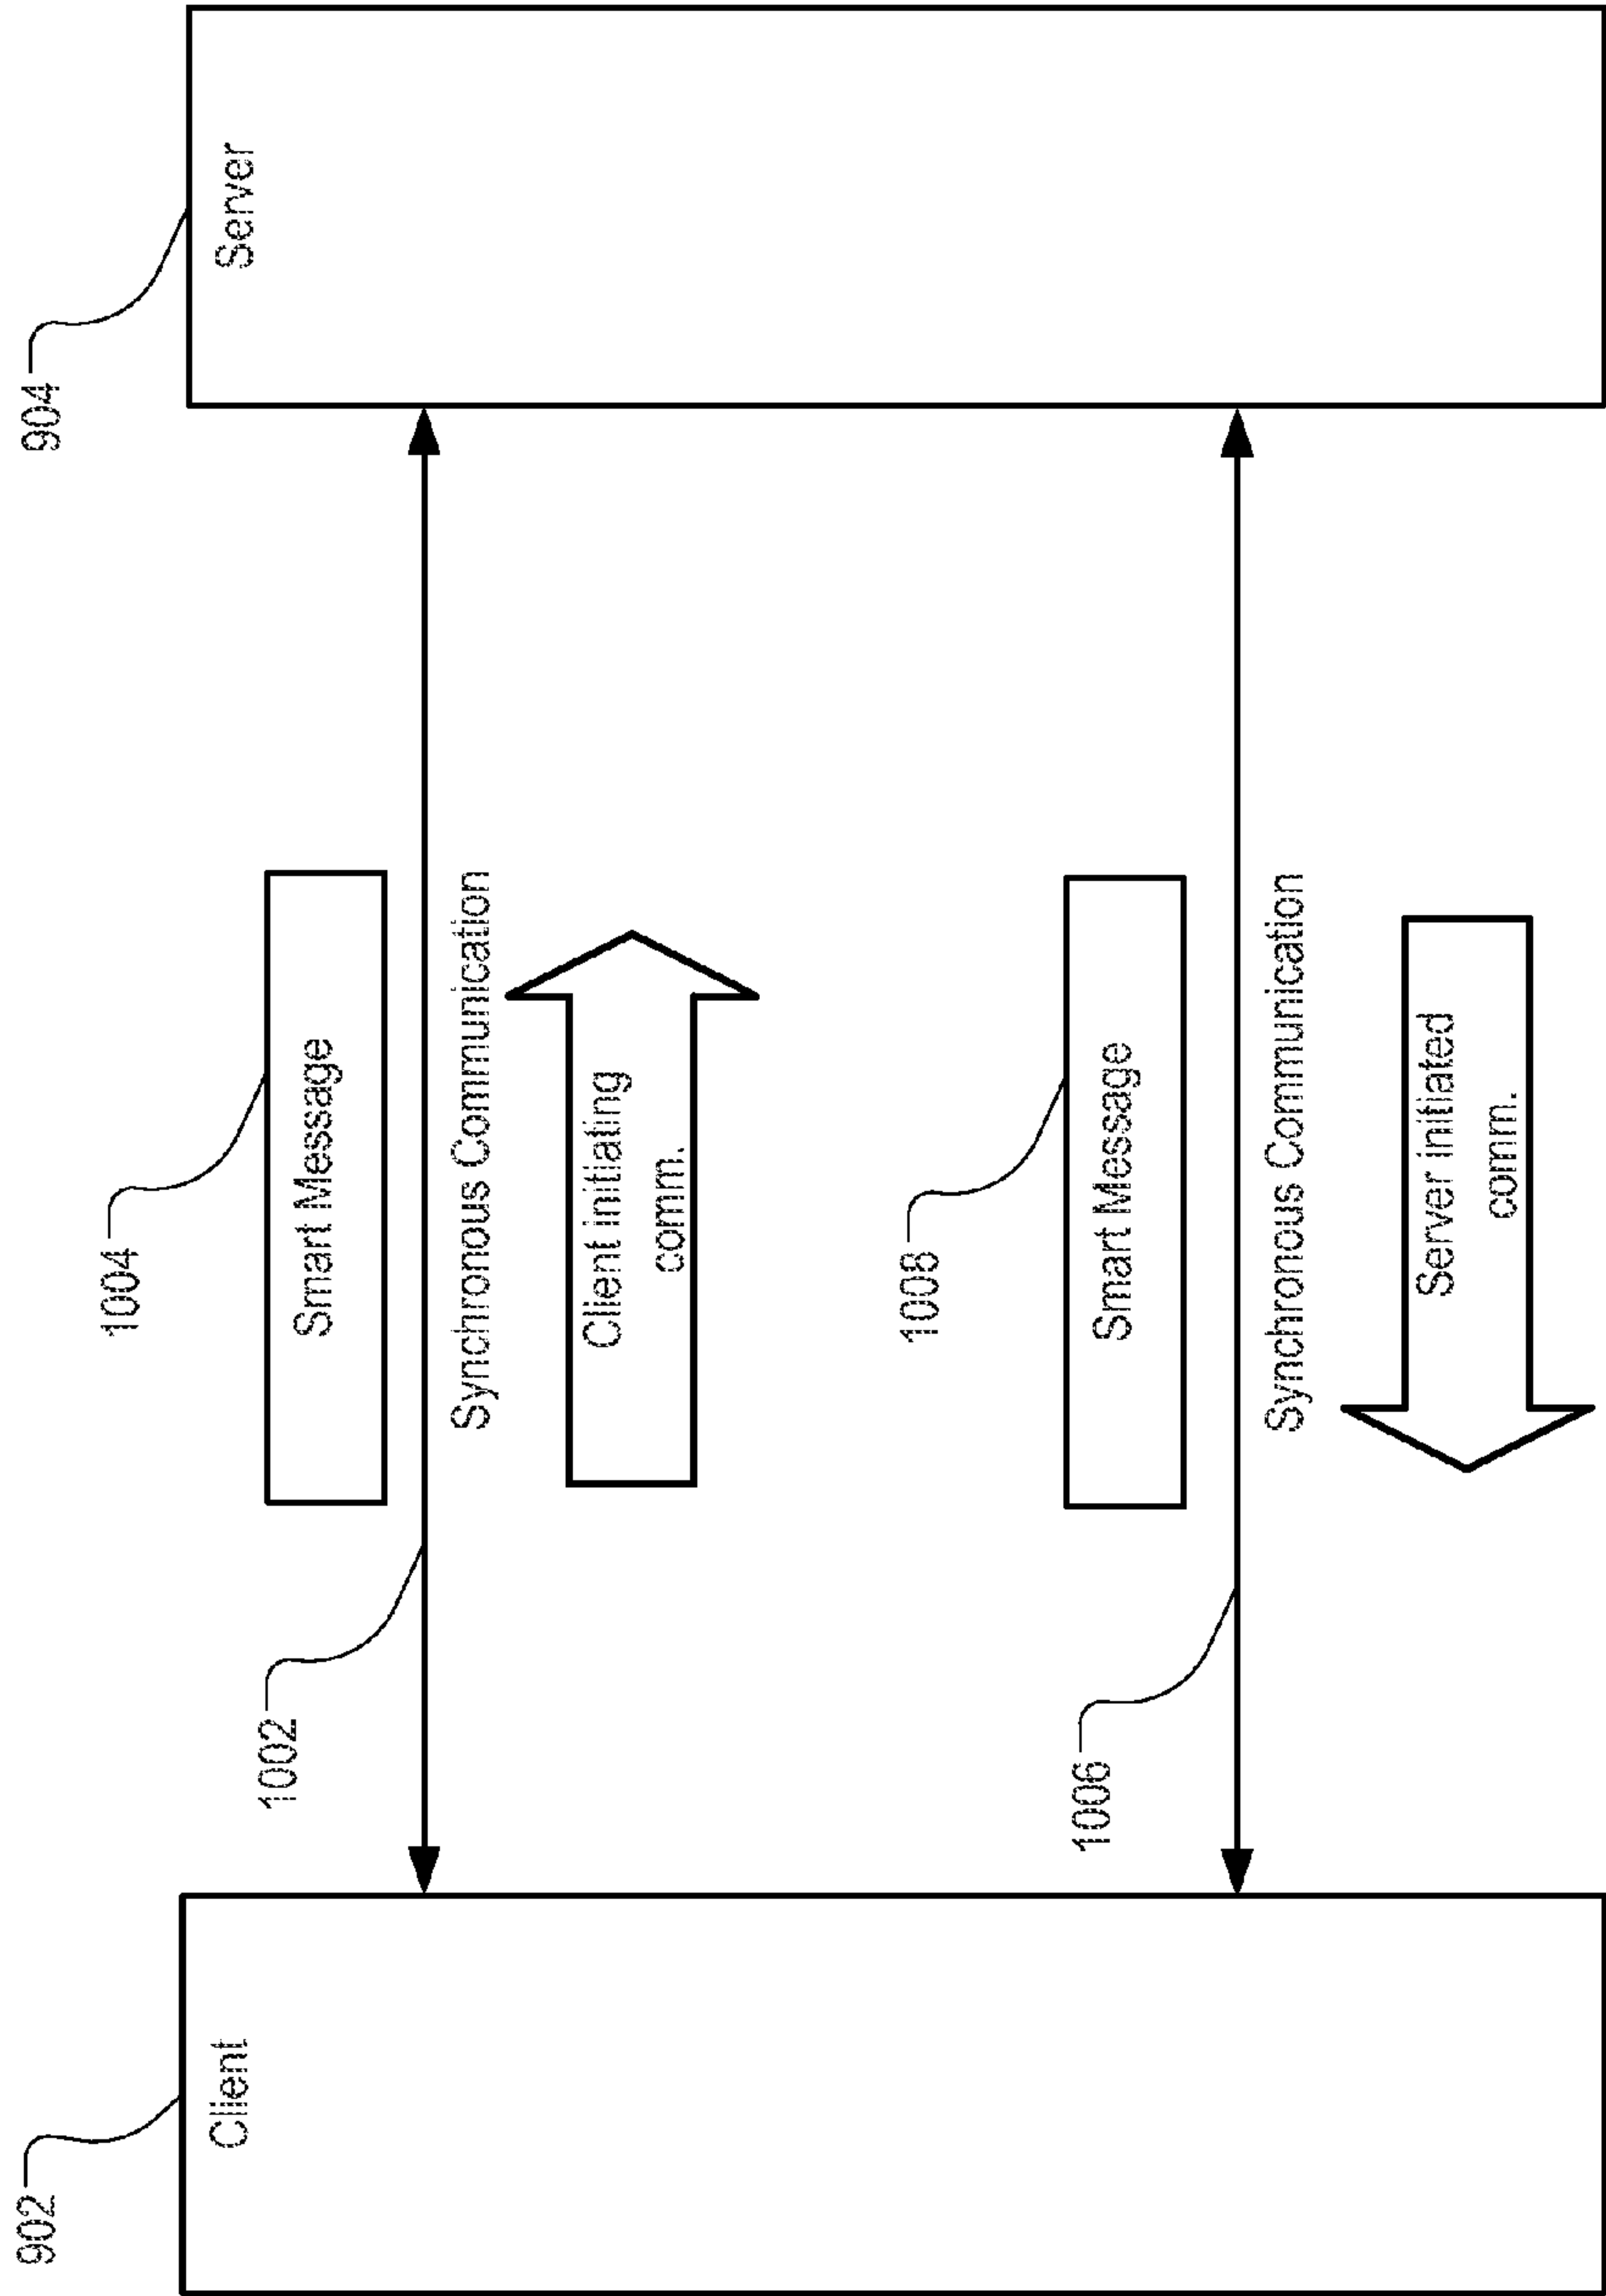 902
Client
904
Server
1004
Smart Message
1002
Synchronous Communication
Client initiating
comm.
1008
Smart Message
1006
Synchronous Communication
Server initiated
comm.